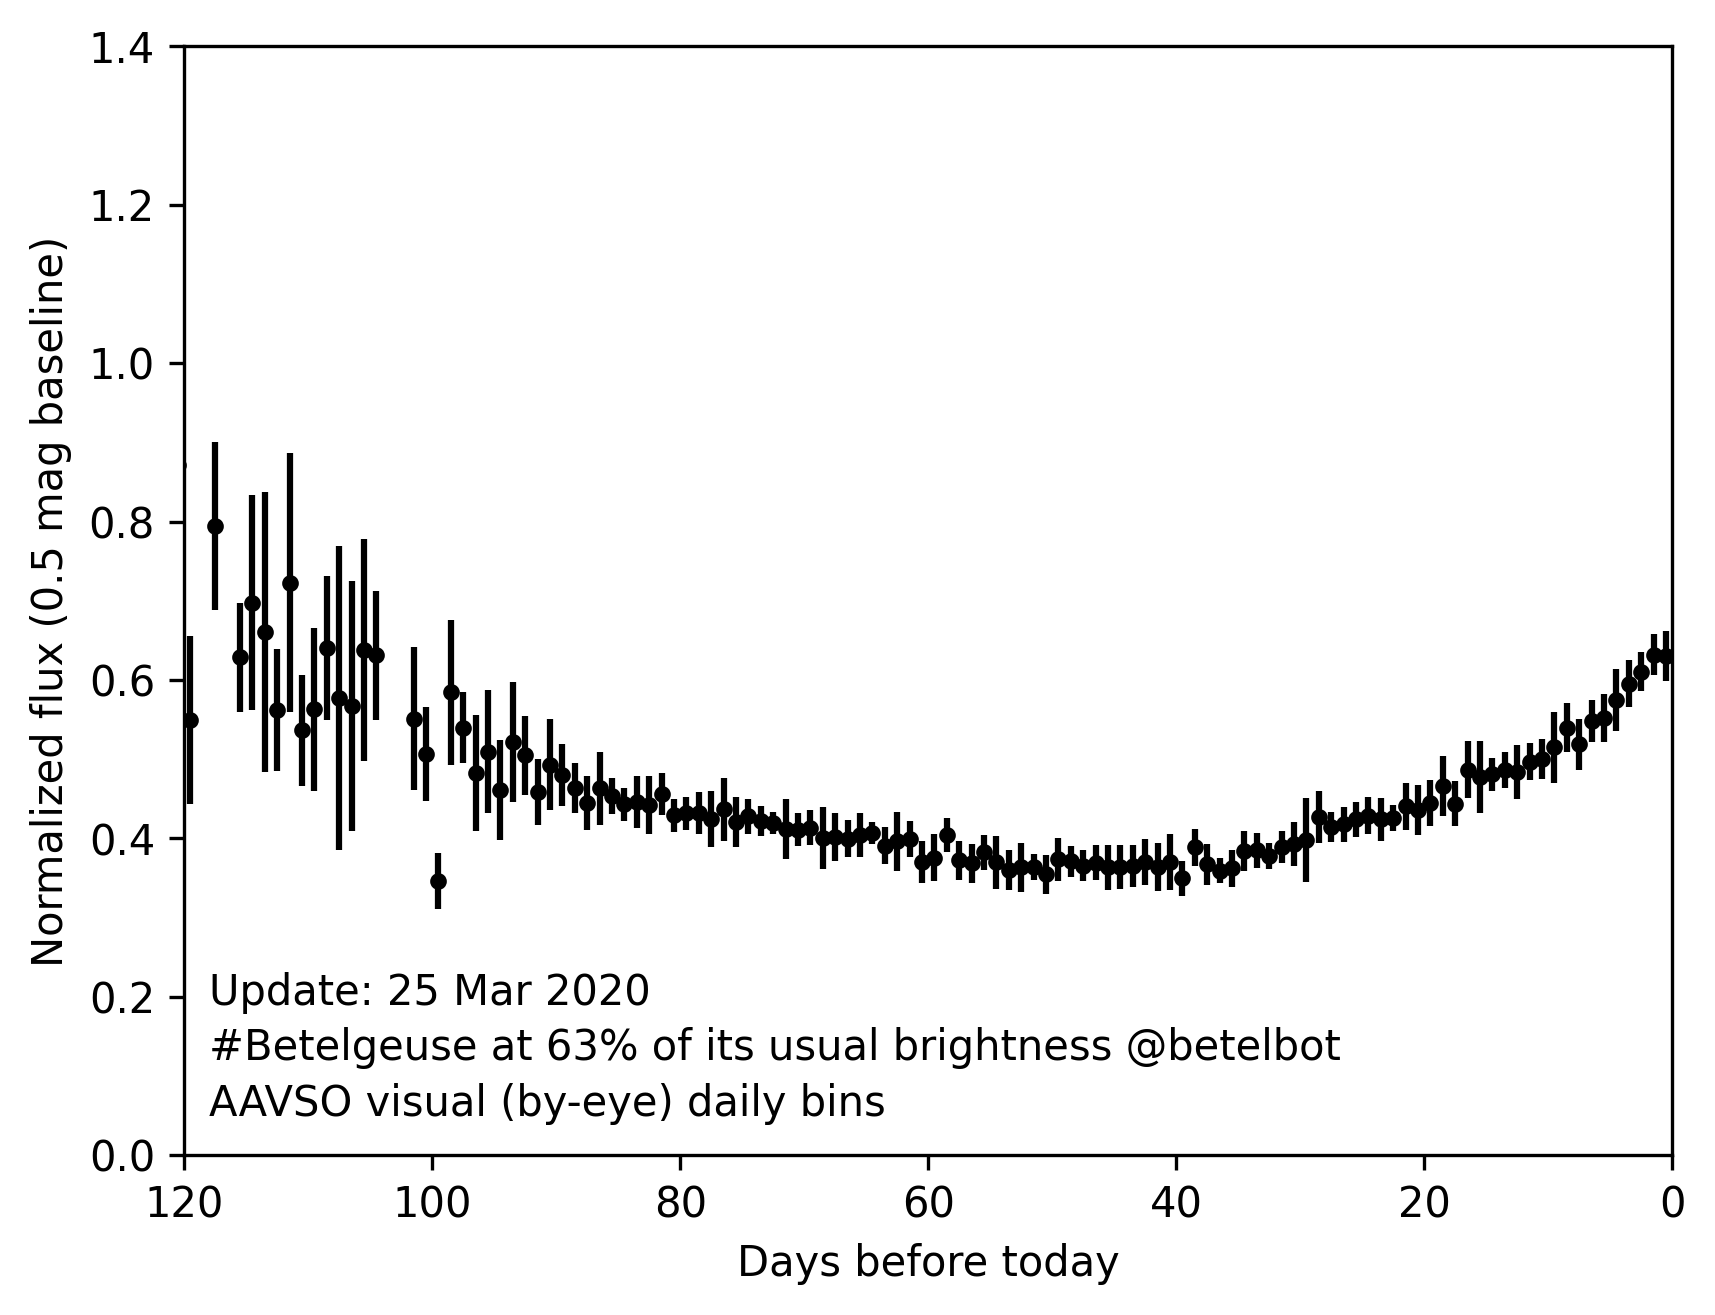 1.4
1.2
1.0
0.8
0.6
0.4
0.2
0.0
Normalized flux (0.5 mag baseline)
Update: 25 Mar 2020
#Betelgeuse at 63% of its usual brightness @betelbot
AAVSO visual (by-eye) daily bins
120 100 80 60 40 20 0
Days before today